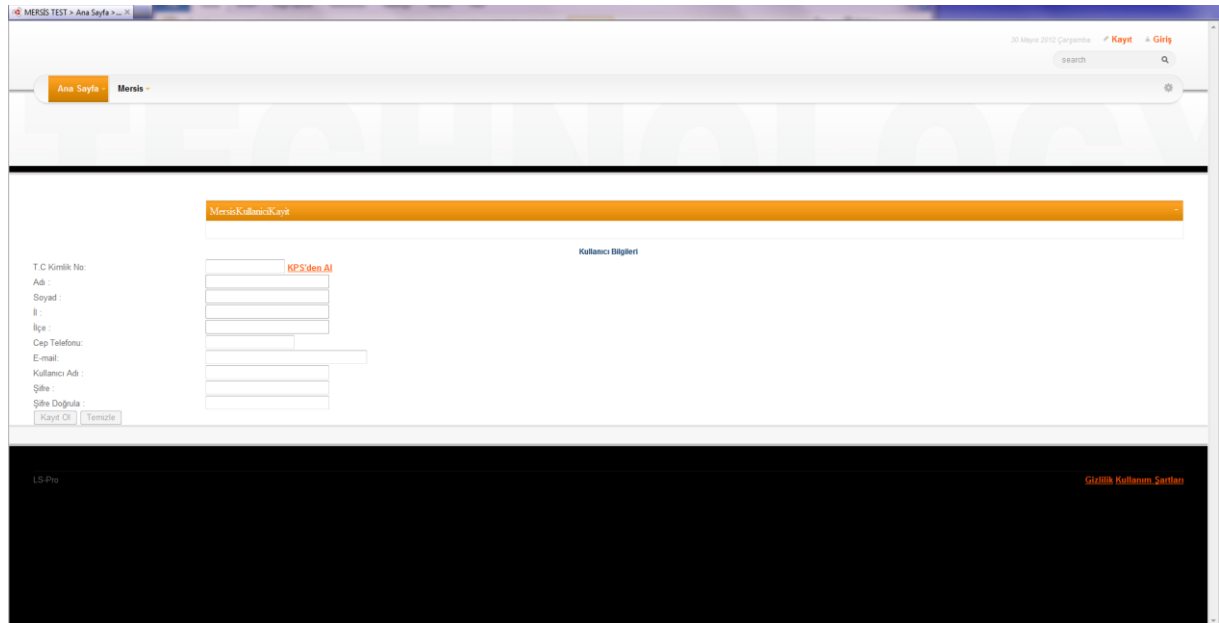 MERSİS TEST > Ana Sayfa >...
30 Mayıs 2012 Çarşamba Kayıt Giriş
search
Ana Sayfa Mersis
TECHNOLOGY
MersisKullaniciKayit
Kullanıcı Bilgileri
T.C Kimlik No: KPS'den Al
Adı :
Soyad :
İl :
İlçe :
Cep Telefonu:
E-mail:
Kullanıcı Adı :
Şifre :
Şifre Doğrula :
Kayıt Ol Temizle
LS-Pro Gizlilik Kullanım Şartları